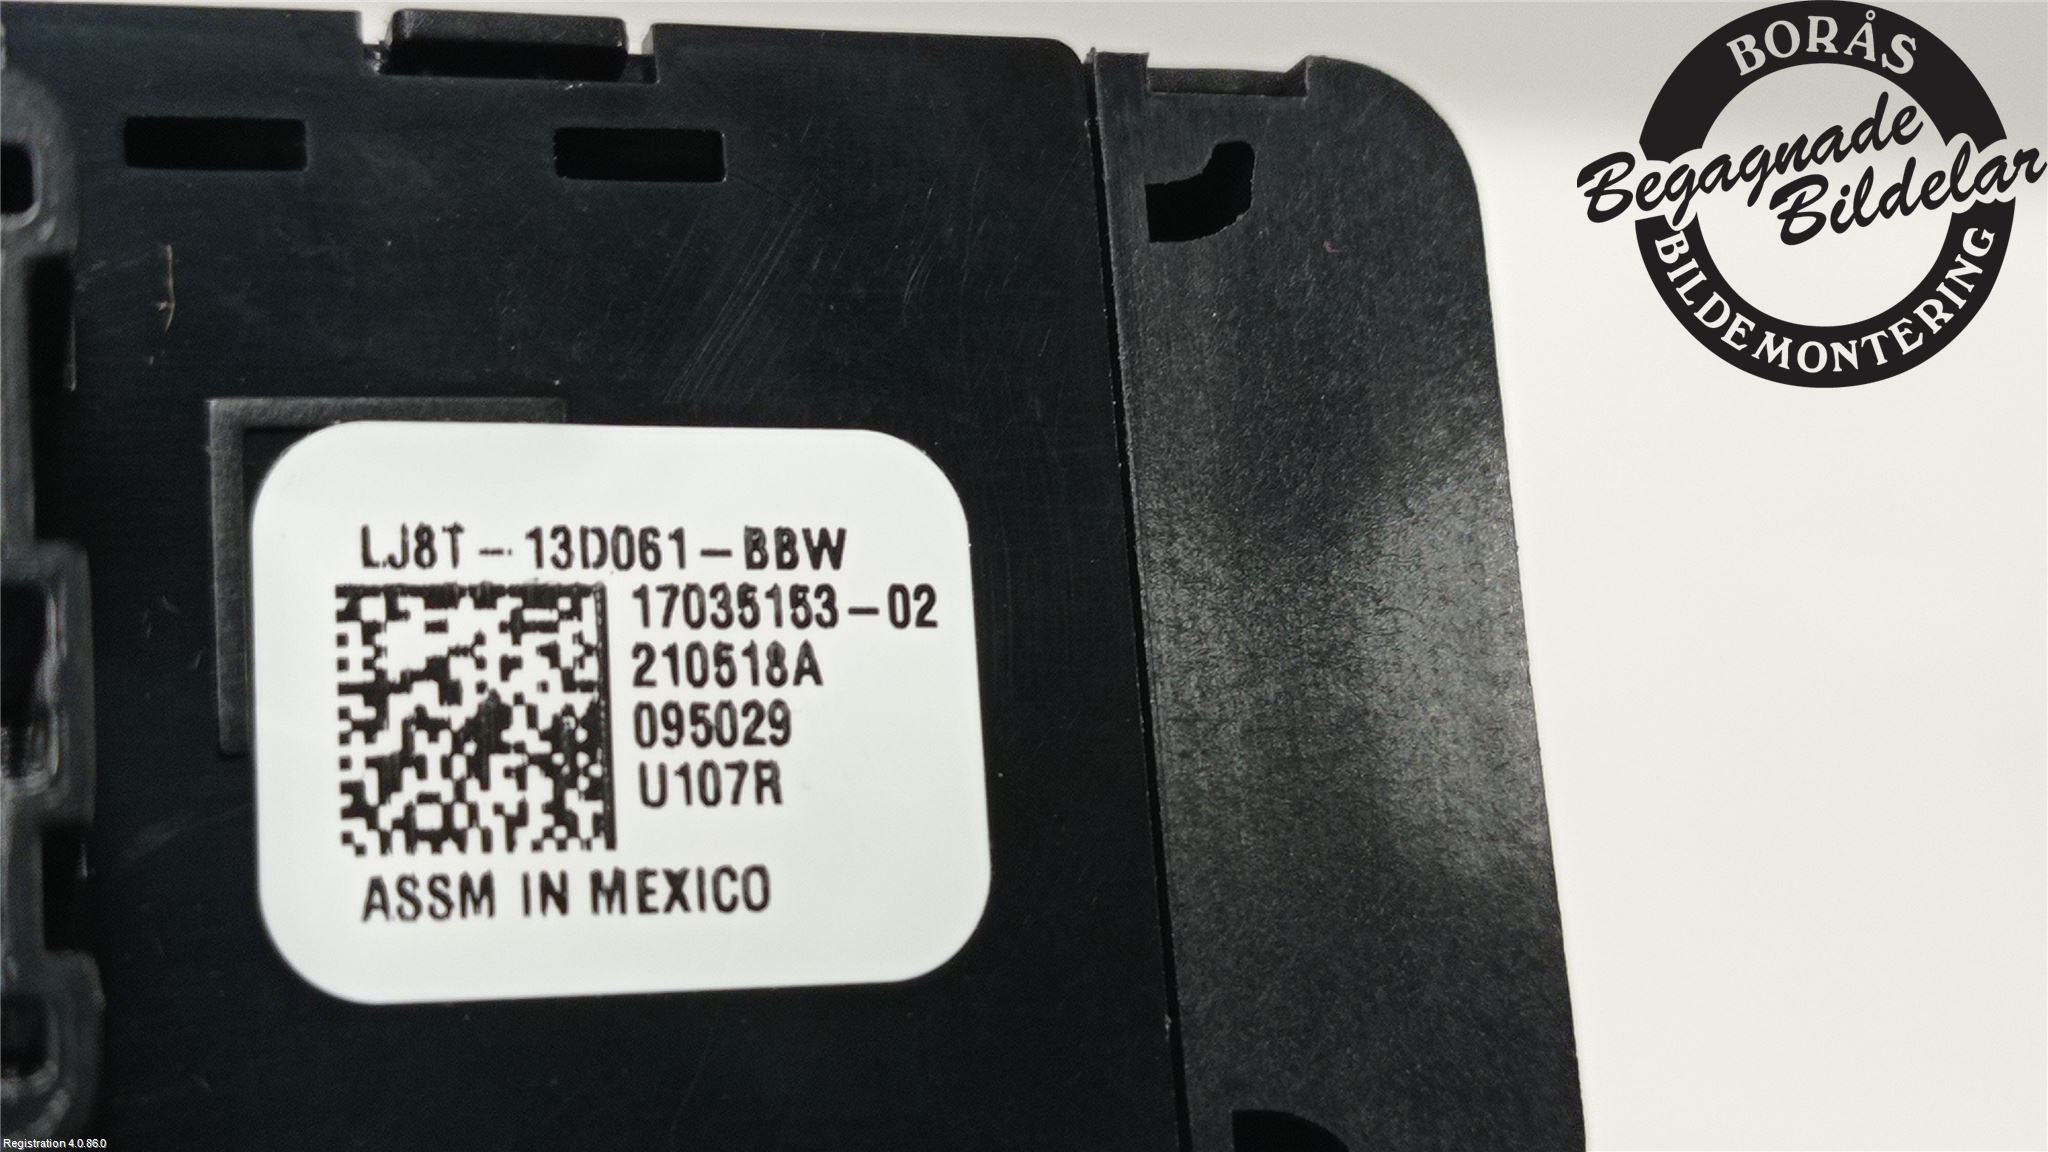 LJ8T-13D061-BBW
17035153-02
210518A
095029
U107R
ASSM IN MEXICO
BORÅS
Begagnade
Bildelar
BILDEMONTERING
Registration 4.0.86.0